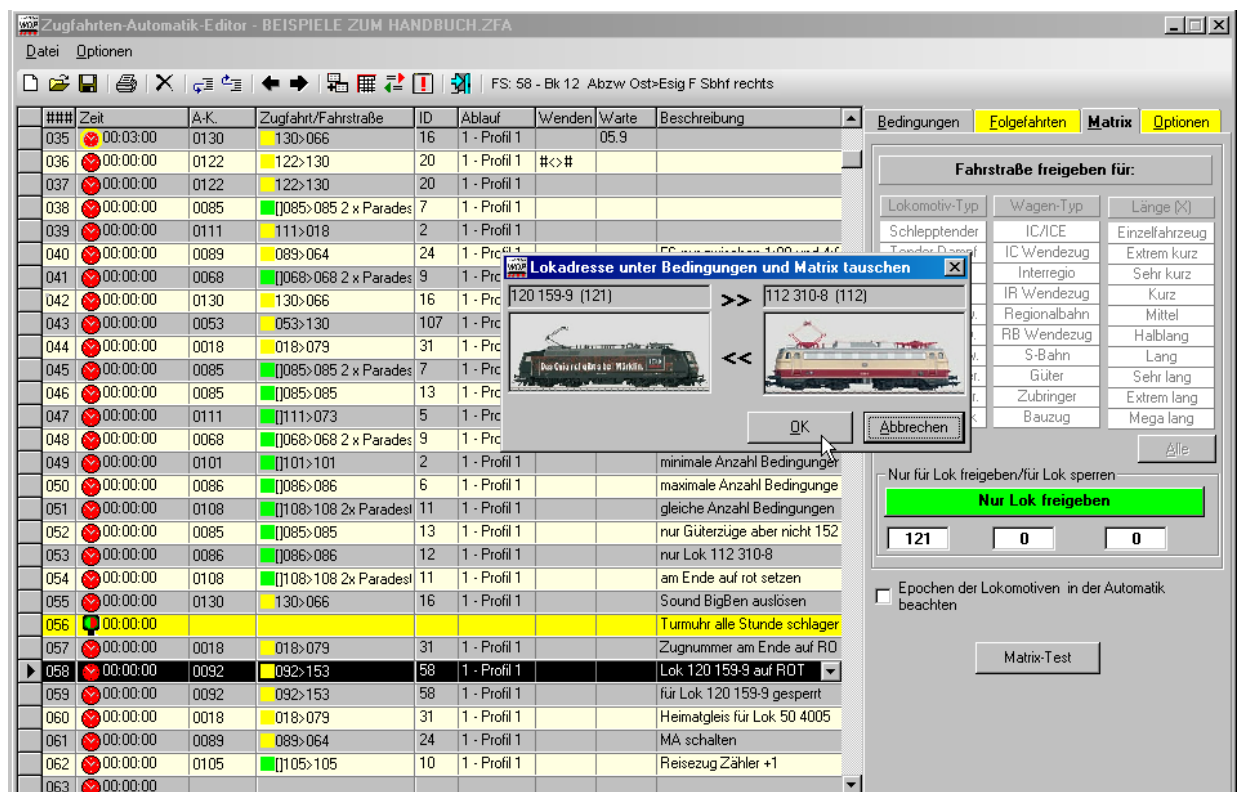 Zugfahrten-Automatik-Editor - BEISPIELE ZUM HANDBUCH.ZFA
Datei Optionen
FS: 58 - Bk 12 Abzw Ost>Esig F Sbhf rechts
### Zeit A-K. Zugfahrt/Fahrstraße ID Ablauf Wenden Warte Beschreibung
035 00:03:00 0130 130>066 16 1 - Profil 1 05.9
036 00:00:00 0122 122>130 20 1 - Profil 1 #<>#
037 00:00:00 0122 122>130 20 1 - Profil 1
038 00:00:00 0085 []085>085 2 x Parades 7 1 - Profil 1
039 00:00:00 0111 111>018 2 1 - Profil 1
040 00:00:00 0089 089>064 24 1 - Profil 1
041 00:00:00 0068 []068>068 2 x Parades 9 1 - Pro
042 00:00:00 0130 130>066 16 1 - Pro
043 00:00:00 0053 053>130 107 1 - Pro
044 00:00:00 0018 018>079 31 1 - Pro
045 00:00:00 0085 []085>085 2 x Parades 7 1 - Pro
046 00:00:00 0085 []085>085 13 1 - Pro
047 00:00:00 0111 []111>073 5 1 - Pro
048 00:00:00 0068 []068>068 2 x Parades 9 1 - Pro
049 00:00:00 0101 []101>101 2 1 - Profil 1 minimale Anzahl Bedingunger
050 00:00:00 0086 []086>086 6 1 - Profil 1 maximale Anzahl Bedingunge
051 00:00:00 0108 []108>108 2x Paradesl 11 1 - Profil 1 gleiche Anzahl Bedingungen
052 00:00:00 0085 []085>085 13 1 - Profil 1 nur Güterzüge aber nicht 152
053 00:00:00 0086 []086>086 12 1 - Profil 1 nur Lok 112 310-8
054 00:00:00 0108 []108>108 2x Paradesl 11 1 - Profil 1 am Ende auf rot setzen
055 00:00:00 0130 130>066 16 1 - Profil 1 Sound BigBen auslösen
056 00:00:00 Turmuhr alle Stunde schlager
057 00:00:00 0018 018>079 31 1 - Profil 1 Zugnummer am Ende auf RO
058 00:00:00 0092 092>153 58 1 - Profil 1 Lok 120 159-9 auf ROT
059 00:00:00 0092 092>153 58 1 - Profil 1 für Lok 120 159-9 gesperrt
060 00:00:00 0018 018>079 31 1 - Profil 1 Heimatgleis für Lok 50 4005
061 00:00:00 0089 089>064 24 1 - Profil 1 MA schalten
062 00:00:00 0105 []105>105 10 1 - Profil 1 Reisezug Zähler +1
063 00:00:00
Lokadresse unter Bedingungen und Matrix tauschen
120 159-9 (121) >> 112 310-8 (112)
<<
OK Abbrechen
Bedingungen Folgefahrten Matrix Optionen
Fahrstraße freigeben für:
Lokomotiv-Typ Wagen-Typ Länge (X)
Schlepptender IC/ICE Einzelfahrzeug
IC Wendezug Extrem kurz
Interregio Sehr kurz
IR Wendezug Kurz
Regionalbahn Mittel
RB Wendezug Halblang
S-Bahn Lang
Güter Sehr lang
Zubringer Extrem lang
Bauzug Mega lang
Alle
Nur für Lok freigeben/für Lok sperren
Nur Lok freigeben
121 0 0
Epochen der Lokomotiven in der Automatik
beachten
Matrix-Test